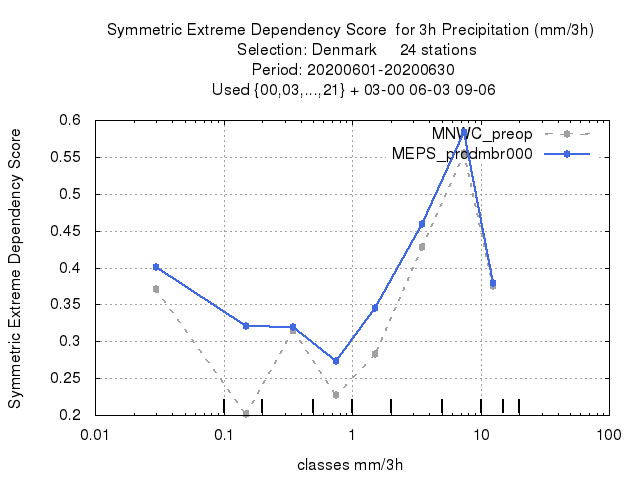 Symmetric Extreme Dependency Score  for 3h Precipitation (mm/3h)
Selection: Denmark     24 stations
Period: 20200601-20200630
Used {00,03,...,21} + 03-00 06-03 09-06
MNWC_preop
MEPS_prodmbr000
Symmetric Extreme Dependency Score
0.6
0.55
0.5
0.45
0.4
0.35
0.3
0.25
0.2
0.01 0.1 1 10 100
classes mm/3h